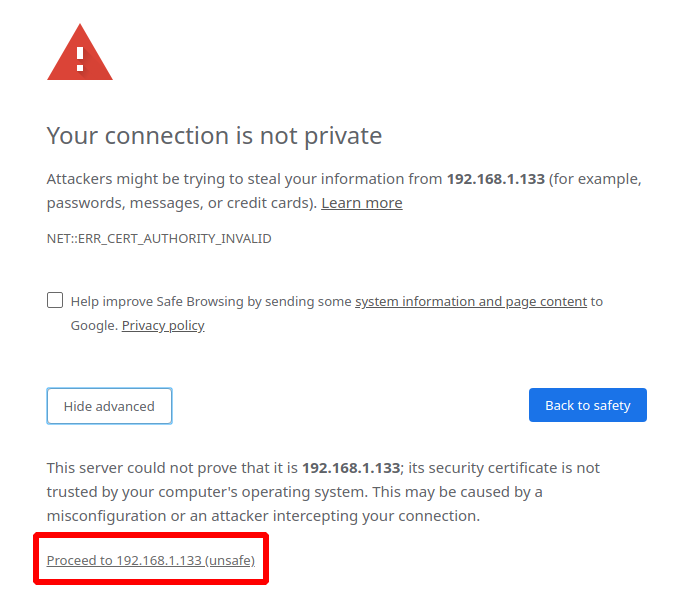 Your connection is not private
Attackers might be trying to steal your information from 192.168.1.133 (for example,
passwords, messages, or credit cards). Learn more
NET::ERR_CERT_AUTHORITY_INVALID
Help improve Safe Browsing by sending some system information and page content to
Google. Privacy policy
Hide advanced
Back to safety
This server could not prove that it is 192.168.1.133; its security certificate is not
trusted by your computer's operating system. This may be caused by a
misconfiguration or an attacker intercepting your connection.
Proceed to 192.168.1.133 (unsafe)